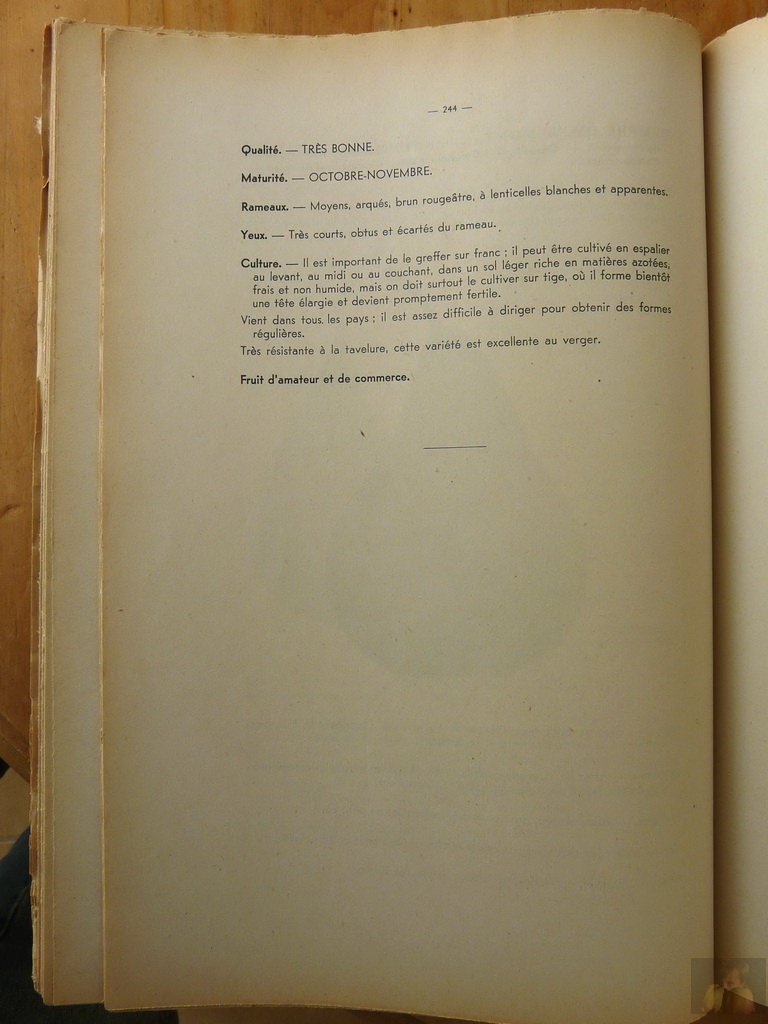 — 244 —
Qualité. — TRÈS BONNE.
Maturité. — OCTOBRE-NOVEMBRE.
Rameaux. — Moyens, arqués, brun rougeâtre, à lenticelles blanches et apparentes.
Yeux. — Très courts, obtus et écartés du rameau.
Culture. — Il est important de le greffer sur franc ; il peut être cultivé en espalier
au levant, au midi ou au couchant, dans un sol léger riche en matières azotées,
frais et non humide, mais on doit surtout le cultiver sur tige, où il forme bientôt
une tête élargie et devient promptement fertile.
Vient dans tous. les pays ; il est assez difficile à diriger pour obtenir des formes
régulières.
Très résistante à la tavelure, cette variété est excellente au verger.
Fruit d'amateur et de commerce.